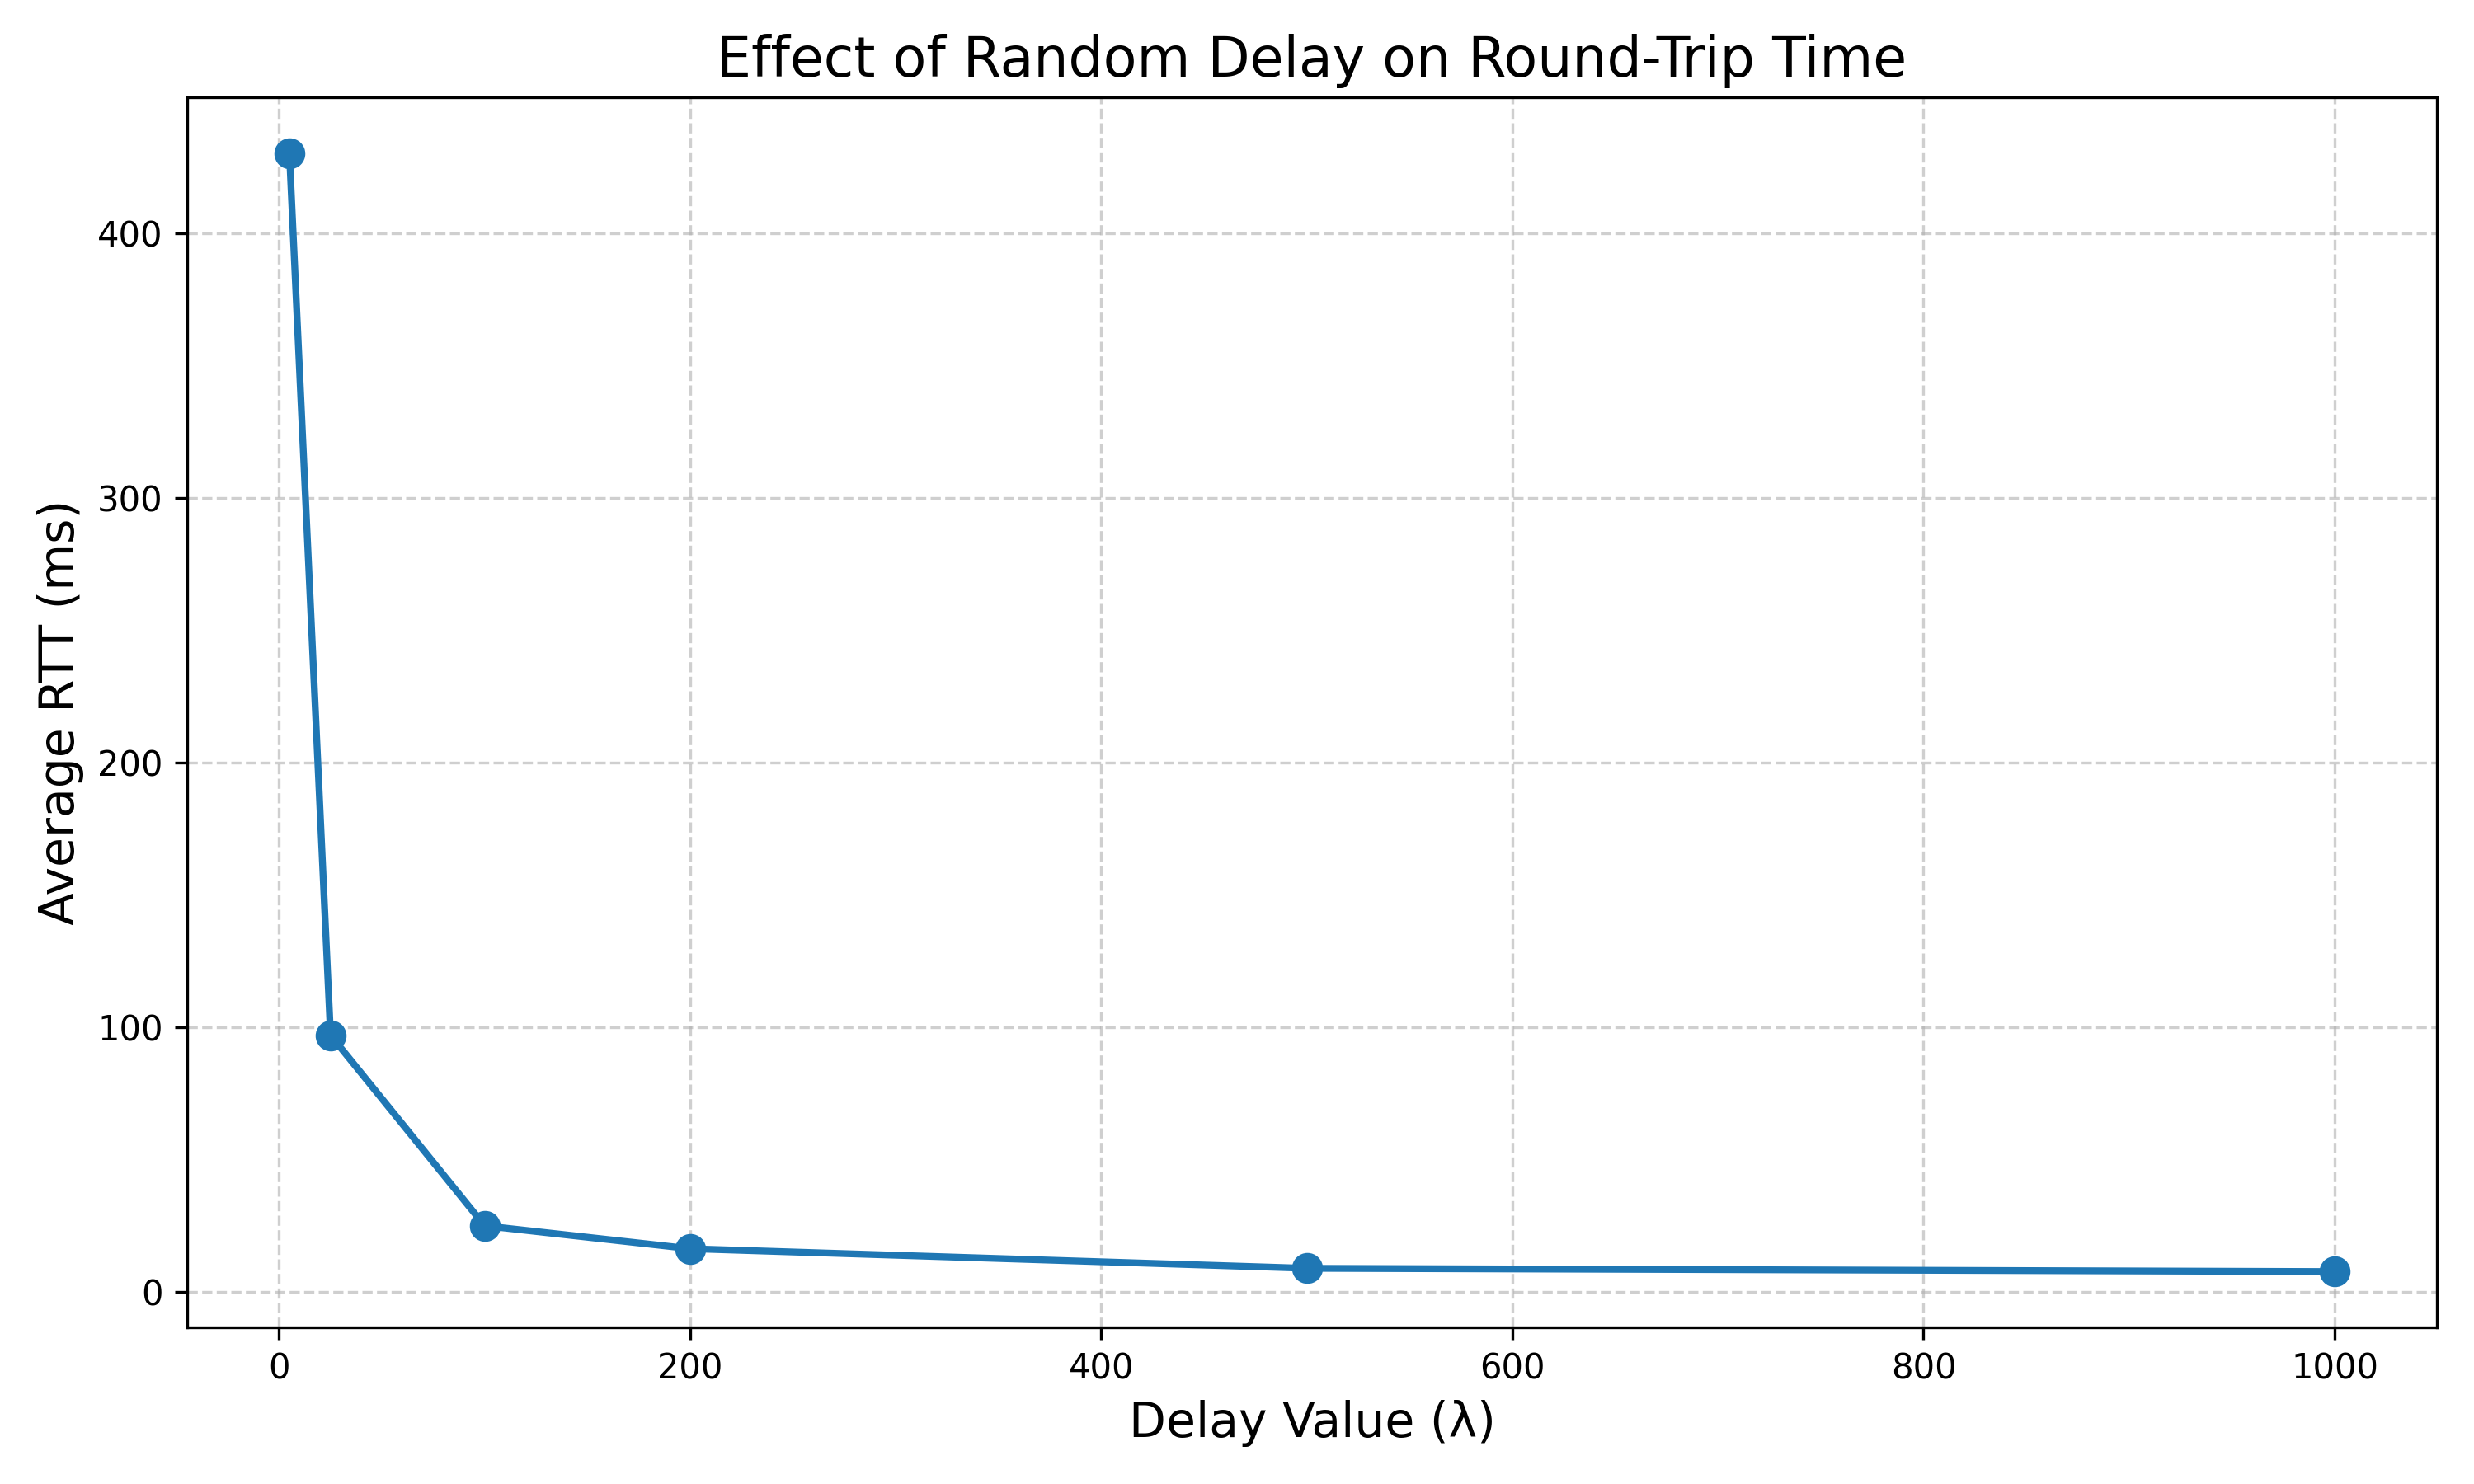 Effect of Random Delay on Round-Trip Time
Average RTT (ms)
400
300
200
100
0
0 200 400 600 800 1000
Delay Value (λ)